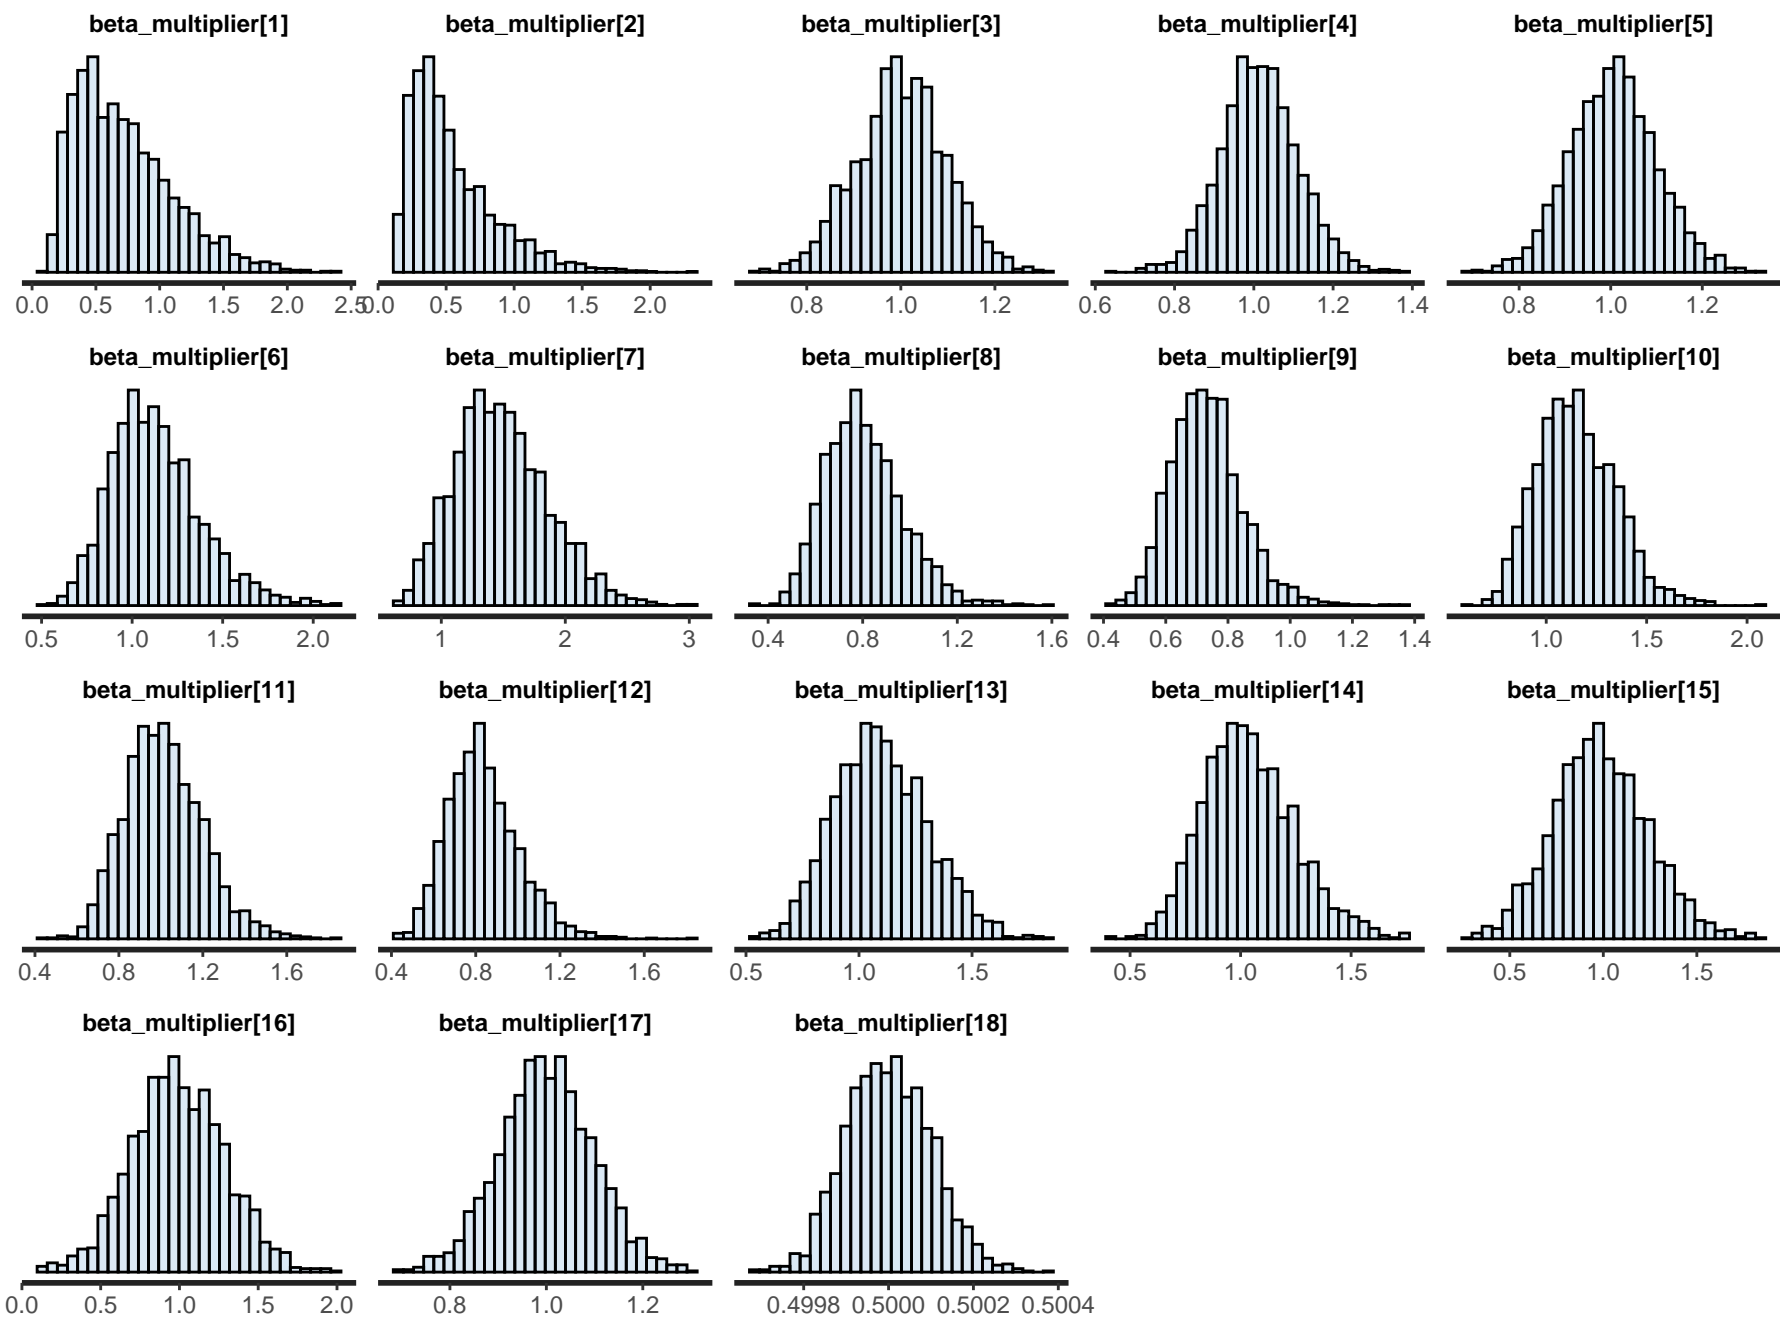 beta_multiplier[1] beta_multiplier[2] beta_multiplier[3] beta_multiplier[4] beta_multiplier[5]
0.0 0.5 1.0 1.5 2.0 2.5 0.0 0.5 1.0 1.5 2.0 0.8 1.0 1.2 0.6 0.8 1.0 1.2 1.4 0.8 1.0 1.2
beta_multiplier[6] beta_multiplier[7] beta_multiplier[8] beta_multiplier[9] beta_multiplier[10]
0.5 1.0 1.5 2.0 1 2 3 0.4 0.8 1.2 1.6 0.4 0.6 0.8 1.0 1.2 1.4 1.0 1.5 2.0
beta_multiplier[11] beta_multiplier[12] beta_multiplier[13] beta_multiplier[14] beta_multiplier[15]
0.4 0.8 1.2 1.6 0.4 0.8 1.2 1.6 0.5 1.0 1.5 0.5 1.0 1.5 0.5 1.0 1.5
beta_multiplier[16] beta_multiplier[17] beta_multiplier[18]
0.0 0.5 1.0 1.5 2.0 0.8 1.0 1.2 0.4998 0.5000 0.5002 0.5004